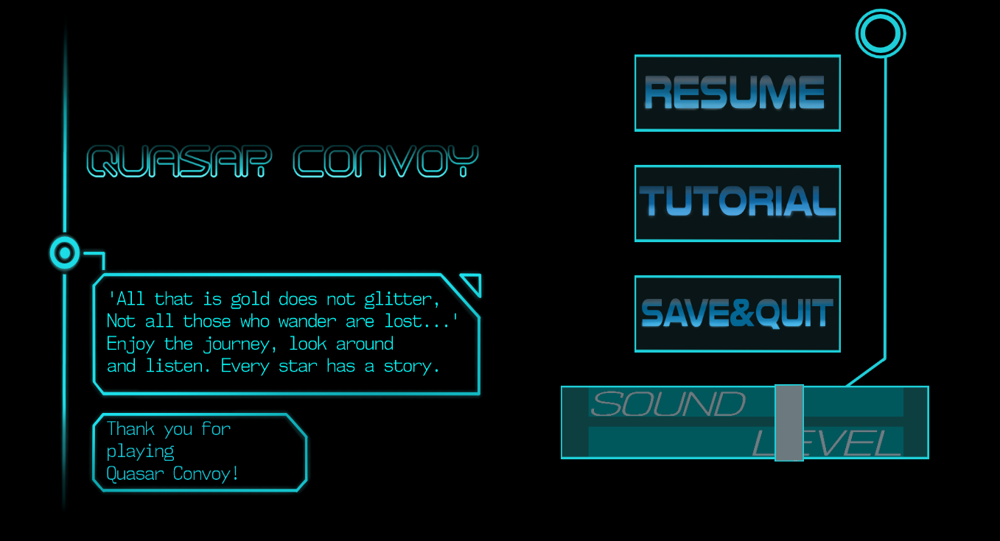 QUASAR CONVOY
'All that is gold does not glitter,
Not all those who wander are lost...'
Enjoy the journey, look around
and listen. Every star has a story.
Thank you for
playing
Quasar Convoy!
RESUME
TUTORIAL
SAVE&QUIT
SOUND
LEVEL